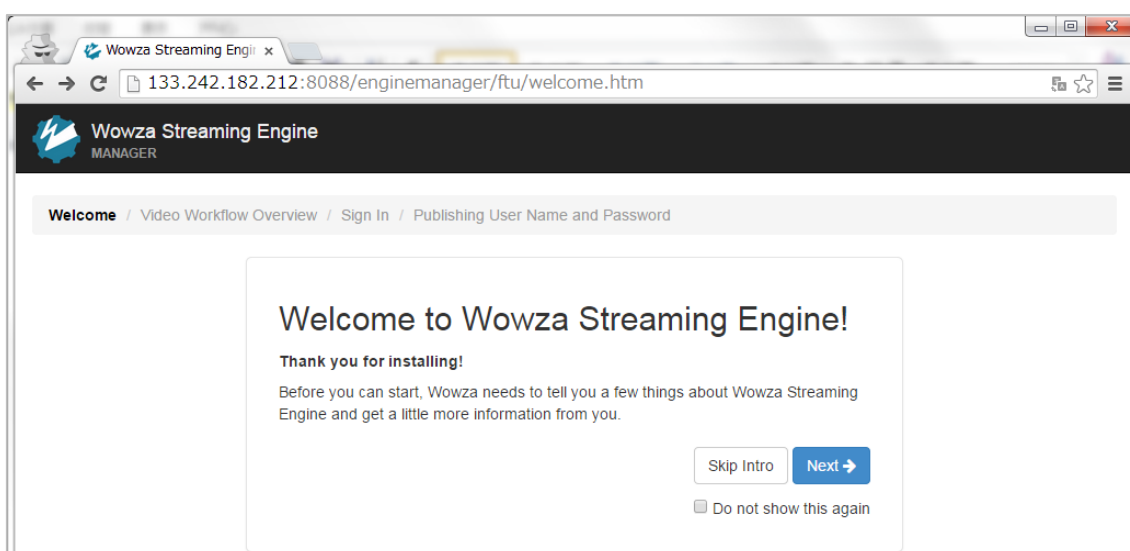 Wowza Streaming Engin
133.242.182.212:8088/enginemanager/ftu/welcome.htm
Wowza Streaming Engine
MANAGER
Welcome / Video Workflow Overview / Sign In / Publishing User Name and Password
Welcome to Wowza Streaming Engine!
Thank you for installing!
Before you can start, Wowza needs to tell you a few things about Wowza Streaming
Engine and get a little more information from you.
Skip Intro
Next
Do not show this again